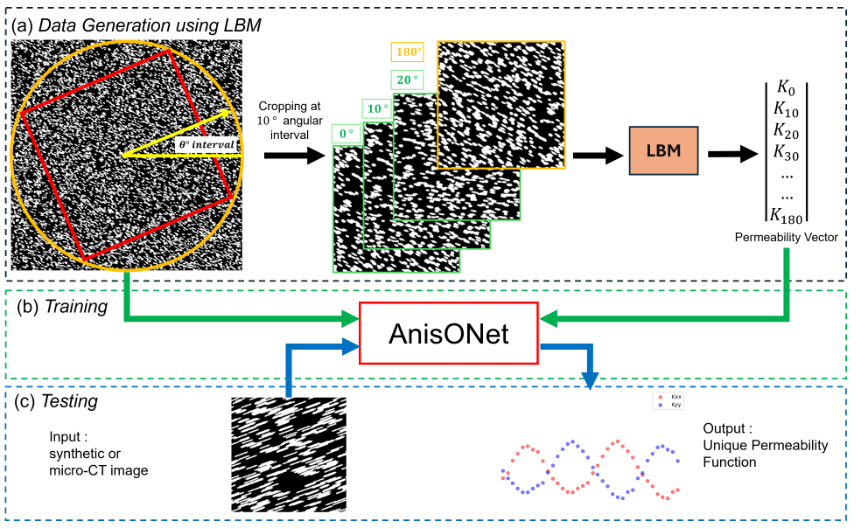 (a) Data Generation using LBM
θ° interval
Cropping at
10° angular
interval
0°
10°
20°
180°
LBM
K0
K10
K20
K30
...
...
K180
Permeability Vector
(b) Training
AnisONet
(c) Testing
Input :
synthetic or
micro-CT image
Kxx
Kyy
Output :
Unique Permeability
Function